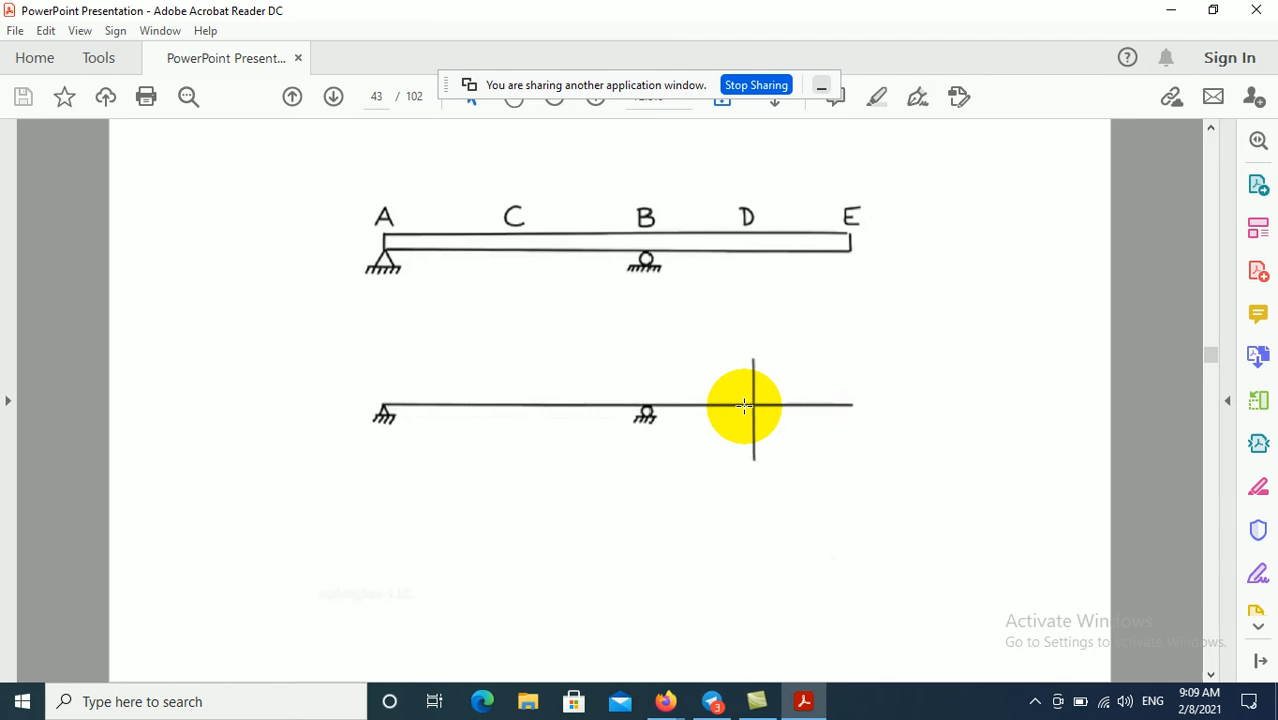 PowerPoint Presentation - Adobe Acrobat Reader DC
File Edit View Sign Window Help
Home Tools PowerPoint Present... × Sign In
You are sharing another application window. Stop Sharing
43 / 102
A C B D E
Activate Windows
Go to Settings to activate Windows.
Type here to search
3
ENG
9:09 AM
2/8/2021